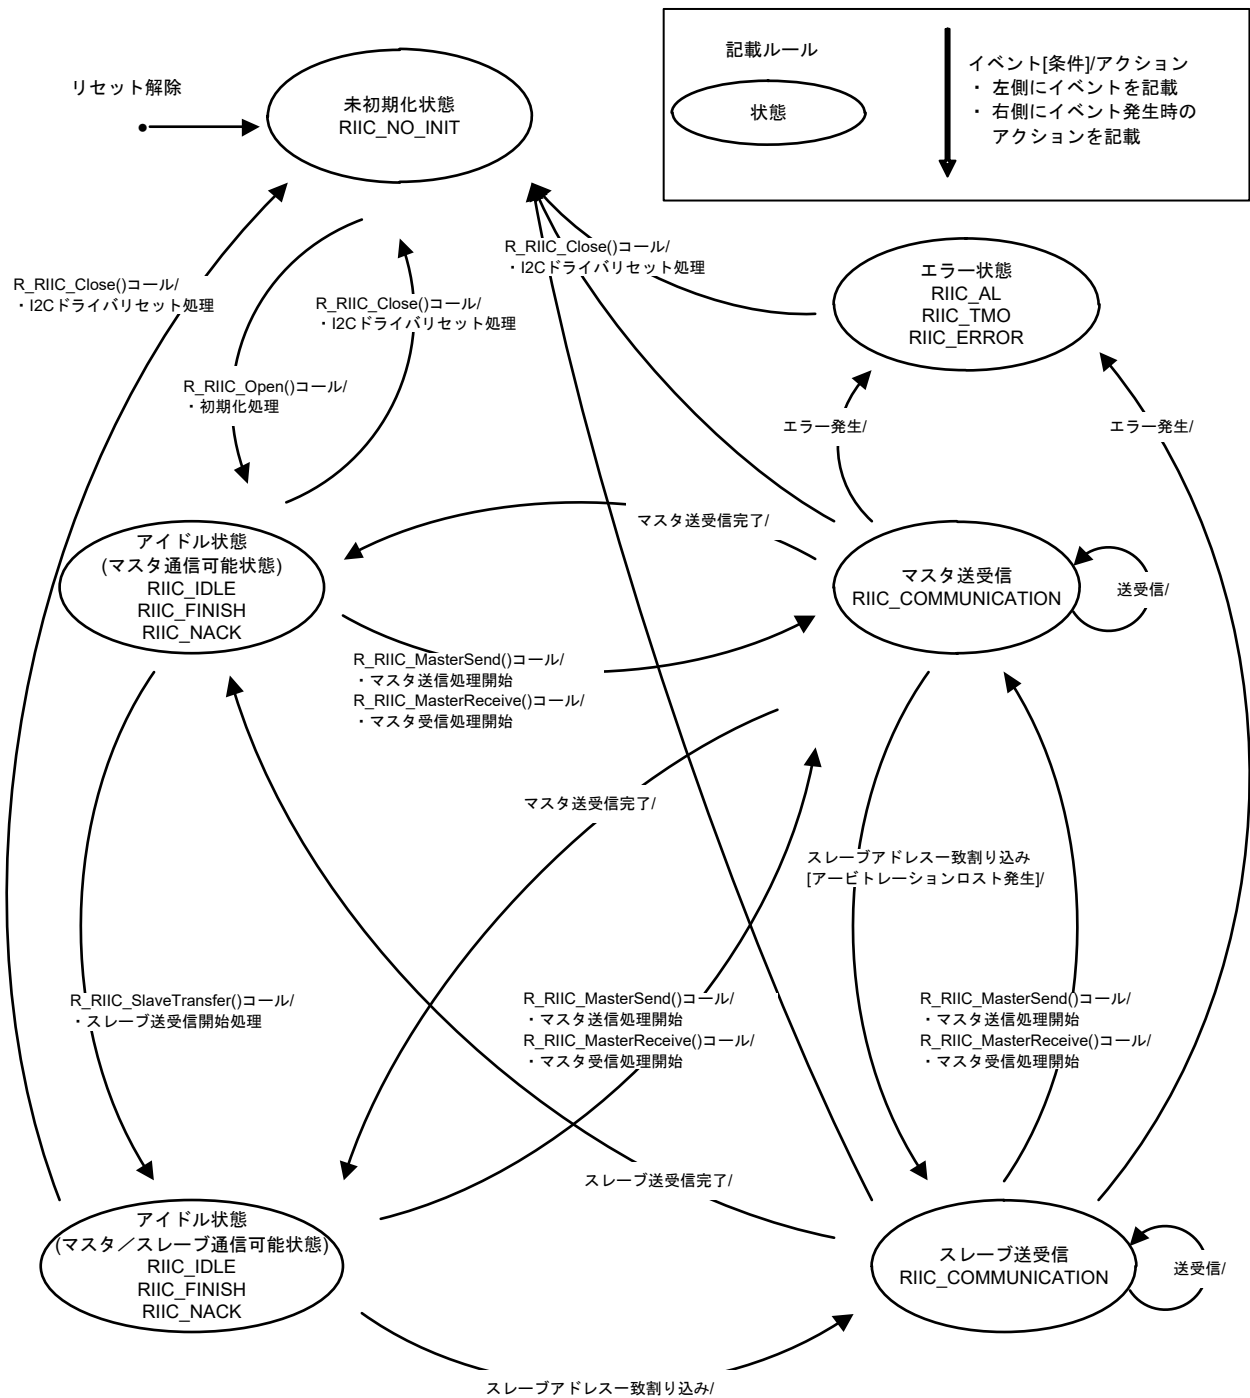 記載ルール
状態
イベント[条件]/アクション
・ 左側にイベントを記載
・ 右側にイベント発生時の
アクションを記載
リセット解除
未初期化状態
RIIC_NO_INIT
R_RIIC_Close()コール/
・I2Cドライバリセット処理
R_RIIC_Close()コール/
・I2Cドライバリセット処理
R_RIIC_Close()コール/
・I2Cドライバリセット処理
エラー状態
RIIC_AL
RIIC_TMO
RIIC_ERROR
R_RIIC_Open()コール/
・初期化処理
エラー発生/
エラー発生/
マスタ送受信完了/
アイドル状態
(マスタ通信可能状態)
RIIC_IDLE
RIIC_FINISH
RIIC_NACK
マスタ送受信
RIIC_COMMUNICATION
送受信/
R_RIIC_MasterSend()コール/
・マスタ送信処理開始
R_RIIC_MasterReceive()コール/
・マスタ受信処理開始
マスタ送受信完了/
スレーブアドレス一致割り込み
[アービトレーションロスト発生]/
R_RIIC_SlaveTransfer()コール/
・スレーブ送受信開始処理
R_RIIC_MasterSend()コール/
・マスタ送信処理開始
R_RIIC_MasterReceive()コール/
・マスタ受信処理開始
R_RIIC_MasterSend()コール/
・マスタ送信処理開始
R_RIIC_MasterReceive()コール/
・マスタ受信処理開始
スレーブ送受信完了/
アイドル状態
(マスタ／スレーブ通信可能状態)
RIIC_IDLE
RIIC_FINISH
RIIC_NACK
スレーブ送受信
RIIC_COMMUNICATION
送受信/
スレーブアドレス一致割り込み/